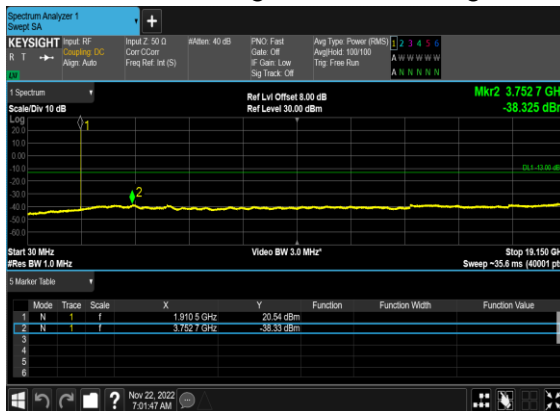 Spectrum Analyzer 1
Swept SA
KEYSIGHT Input: RF Input Z: 50 Ω #Atten: 40 dB PNO: Fast Avg Type: Power (RMS) 1 2 3 4 5 6
R T Coupling: DC Corr CCorr Gate: Off Avg|Hold: 100/100 A W W W W W
Align: Auto Freq Ref: Int (S) IF Gain: Low Trig: Free Run
Sig Track: Off A N N N N N
1 Spectrum
Ref Lvl Offset 8.00 dB Mkr2 3.752 7 GH
Scale/Div 10 dB Ref Level 30.00 dBm -38.325 dB
Log
20.0 1
10.0
0.00
-10.0 DL1 -13.00 dB
-20.0
-30.0 2
-40.0
-50.0
-60.0
Start 30 MHz Video BW 3.0 MHz* Stop 19.150 GH
#Res BW 1.0 MHz Sweep ~35.6 ms (40001 pt
5 Marker Table
Mode Trace Scale X Y Function Function Width Function Value
1 N 1 f 1.910 5 GHz 20.54 dBm
2 N 1 f 3.752 7 GHz -38.33 dBm
3
4
5
6
? Nov 22, 2022
7:01:47 AM